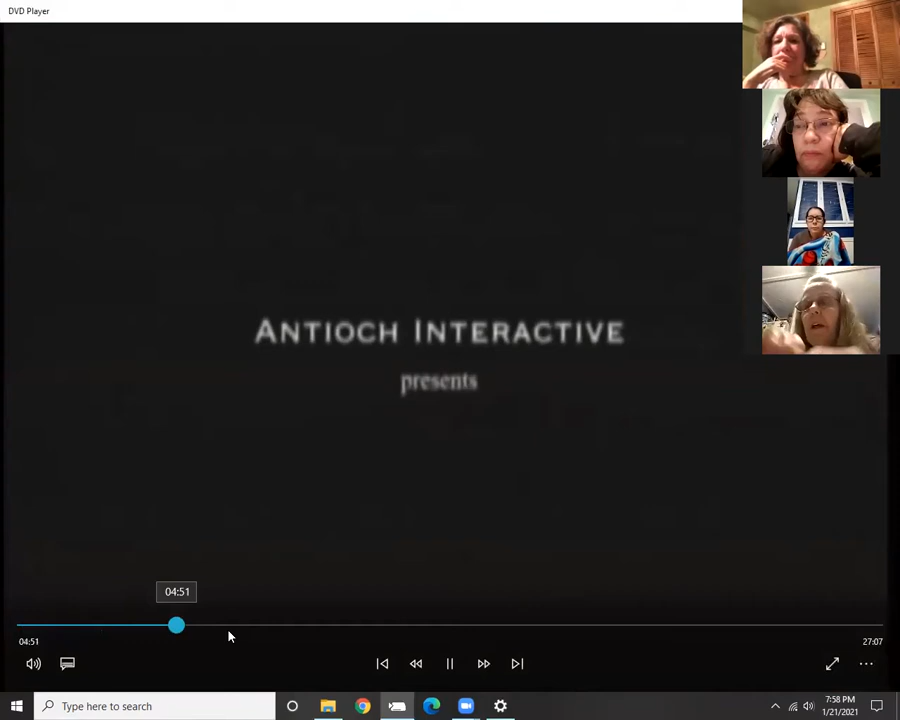 DVD Player
ANTIOCH INTERACTIVE
presents
04:51
04:51
27:07
Type here to search
7:58 PM
1/21/2021